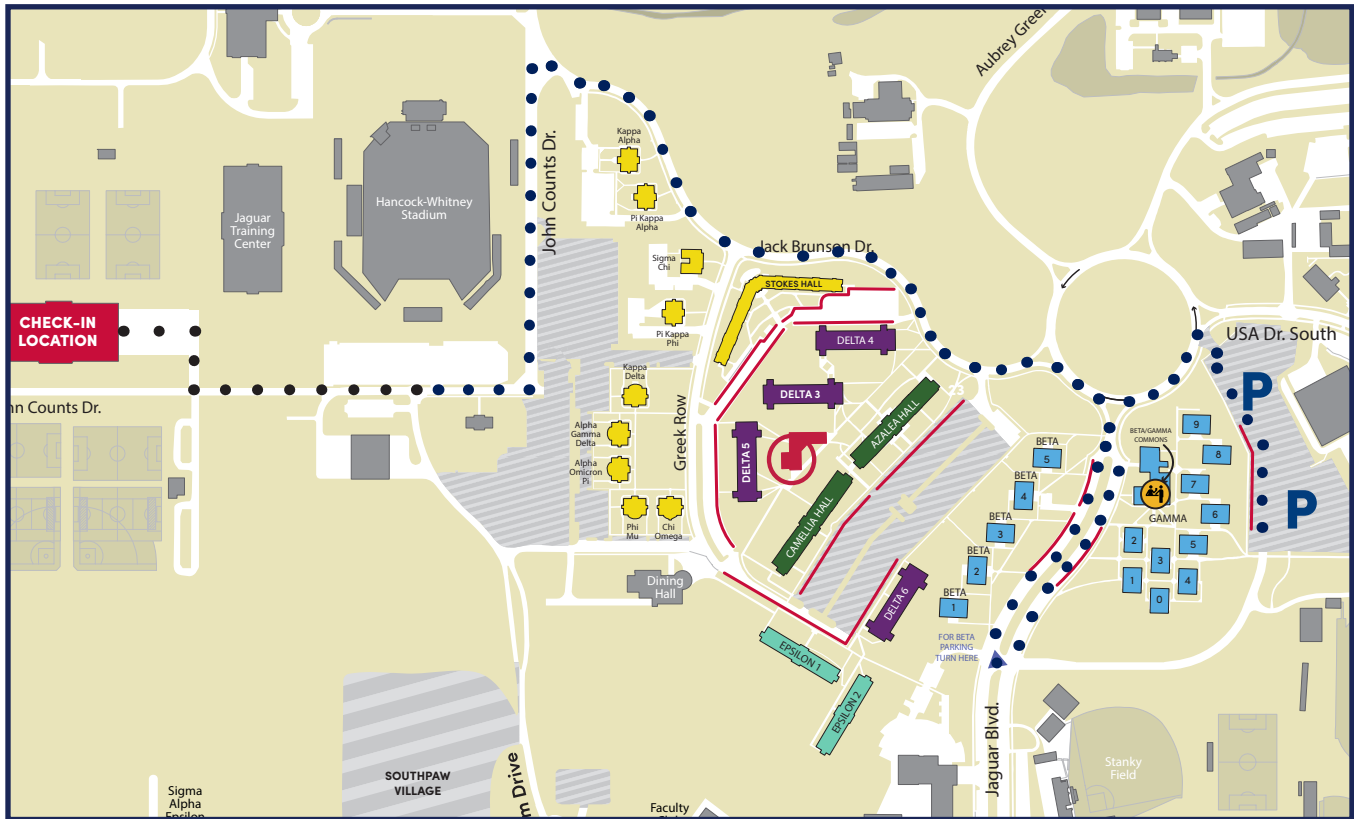 Aubrey Green
Kappa
Alpha
John Counts Dr.
Hancock-Whitney
Stadium
Jaguar
Training
Center
Pi Kappa
Alpha
Jack Brunson Dr.
Sigma
Chi
STOKES HALL
CHECK-IN
LOCATION
Pi Kappa
Phi
DELTA 4
USA Dr. South
Kappa
Delta
DELTA 3
23
P
nn Counts Dr.
Greek Row
AZALEA HALL
Alpha
Gamma
Delta
DELTA 5
BETA/GAMMA
COMMONS
9
BETA
5
8
Alpha
Omicron
Pi
BETA
4
7
CAMELLIA HALL
GAMMA
6
P
Phi
Mu
Chi
Omega
BETA
3
2
5
3
BETA
2
1
4
Dining
Hall
DELTA 6
BETA
1
0
FOR BETA
PARKING
TURN HERE
EPSILON 1
EPSILON 2
Jaguar Blvd.
Stanky
Field
SOUTHPAW
VILLAGE
m Drive
Sigma
Alpha
Epsilon
Faculty